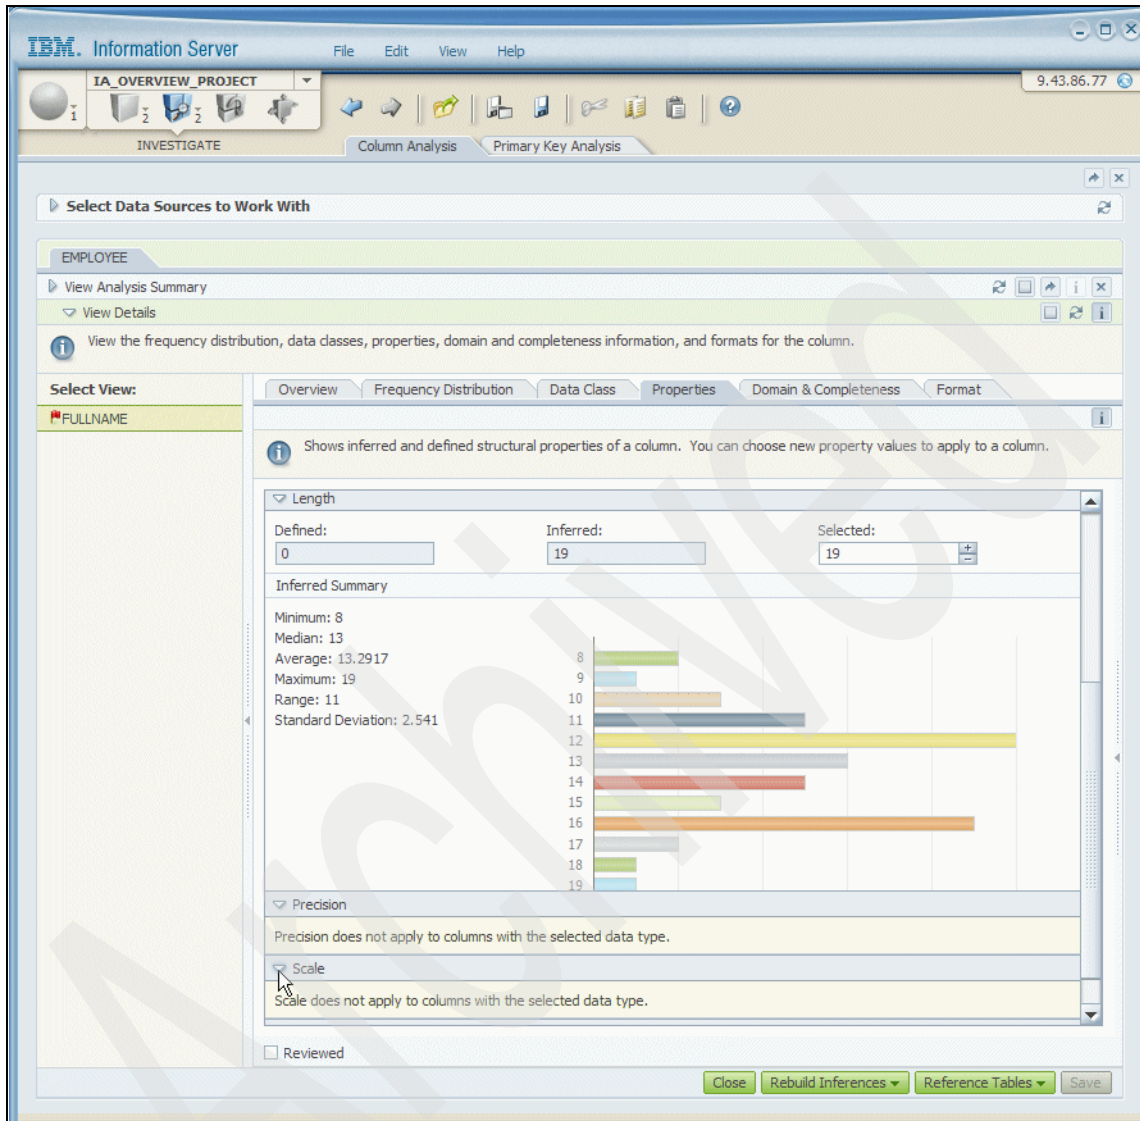 IBM. Information Server
File Edit View Help
IA_OVERVIEW_PROJECT
9.43.86.77
1 2 2
INVESTIGATE
Column Analysis Primary Key Analysis
Select Data Sources to Work With
EMPLOYEE
View Analysis Summary
View Details
View the frequency distribution, data classes, properties, domain and completeness information, and formats for the column.
Select View:
Overview Frequency Distribution Data Class Properties Domain & Completeness Format
FULLNAME
Shows inferred and defined structural properties of a column. You can choose new property values to apply to a column.
Length
Defined: Inferred: Selected:
0 19 19
Inferred Summary
Minimum: 8
Median: 13
Average: 13.2917
Maximum: 19
Range: 11
Standard Deviation: 2.541
8
9
10
11
12
13
14
15
16
17
18
19
Precision
Precision does not apply to columns with the selected data type.
Scale
Scale does not apply to columns with the selected data type.
Reviewed
Close Rebuild Inferences Reference Tables Save
Archived